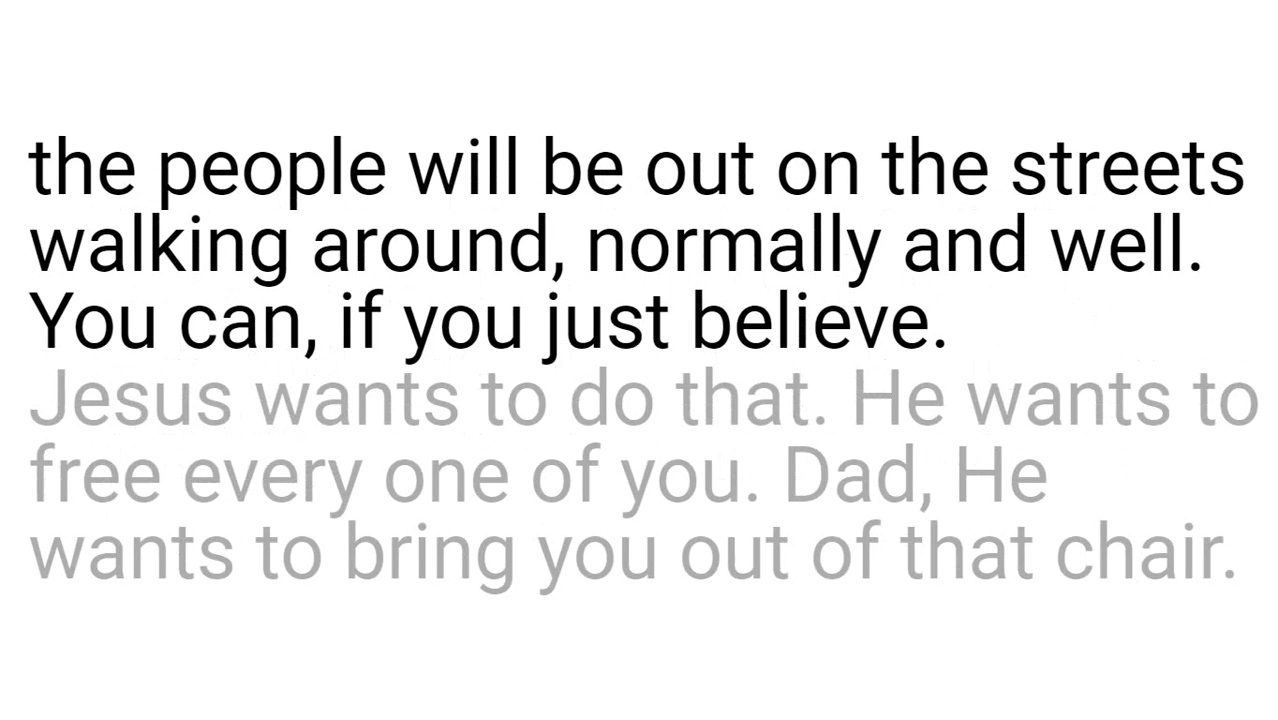 the people will be out on the streets
walking around, normally and well.
You can, if you just believe.
Jesus wants to do that. He wants to
free every one of you. Dad, He
wants to bring you out of that chair.